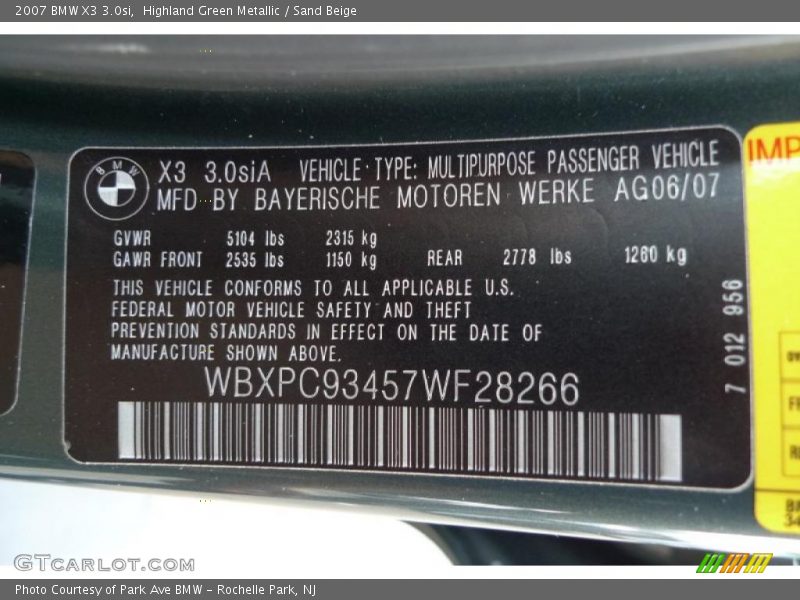 2007 BMW X3 3.0si, Highland Green Metallic / Sand Beige
IMP
BMW
X3 3.0siA VEHICLE TYPE: MULTIPURPOSE PASSENGER VEHICLE
MFD BY BAYERISCHE MOTOREN WERKE AG06/07
GVWR 5104 lbs 2315 kg
GAWR FRONT 2535 lbs 1150 kg REAR 2778 lbs 1260 kg
THIS VEHICLE CONFORMS TO ALL APPLICABLE U.S.
FEDERAL MOTOR VEHICLE SAFETY AND THEFT
PREVENTION STANDARDS IN EFFECT ON THE DATE OF
MANUFACTURE SHOWN ABOVE.
7 012 956
WBXPC93457WF28266
GTCARLOT.COM
Photo Courtesy of Park Ave BMW - Rochelle Park, NJ